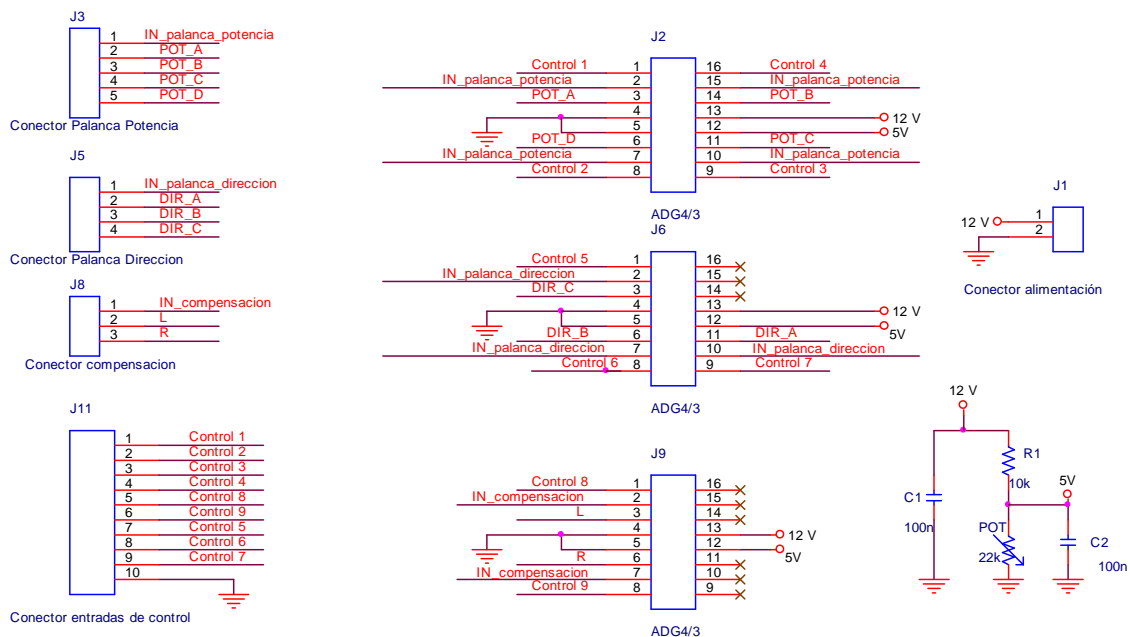 J3
1 IN_palanca_potencia
2 POT_A
3 POT_B
4 POT_C
5 POT_D
Conector Palanca Potencia
J5
1 IN_palanca_direccion
2 DIR_A
3 DIR_B
4 DIR_C
Conector Palanca Direccion
J8
1 IN_compensacion
2 L
3 R
Conector compensacion
J11
1 Control 1
2 Control 2
3 Control 3
4 Control 4
5 Control 8
6 Control 9
7 Control 5
8 Control 6
9 Control 7
10
Conector entradas de control
J2
Control 1 1 16 Control 4
IN_palanca_potencia 2 15 IN_palanca_potencia
POT_A 3 14 POT_B
4 13 12 V
5 12 5V
POT_D 6 11 POT_C
IN_palanca_potencia 7 10 IN_palanca_potencia
Control 2 8 9 Control 3
ADG4/3
J6
Control 5 1 16
IN_palanca_direccion 2 15
DIR_C 3 14
4 13 12 V
5 12 5V
DIR_B 6 11 DIR_A
IN_palanca_direccion 7 10 IN_palanca_direccion
Control 6 8 9 Control 7
ADG4/3
J9
Control 8 1 16
IN_compensacion 2 15
L 3 14
4 13 12 V
5 12 5V
R 6 11
IN_compensacion 7 10
Control 9 8 9
ADG4/3
J1
12 V 1
2
Conector alimentación
12 V
R1
10k
5V
C1
100n
POT
22k
C2
100n